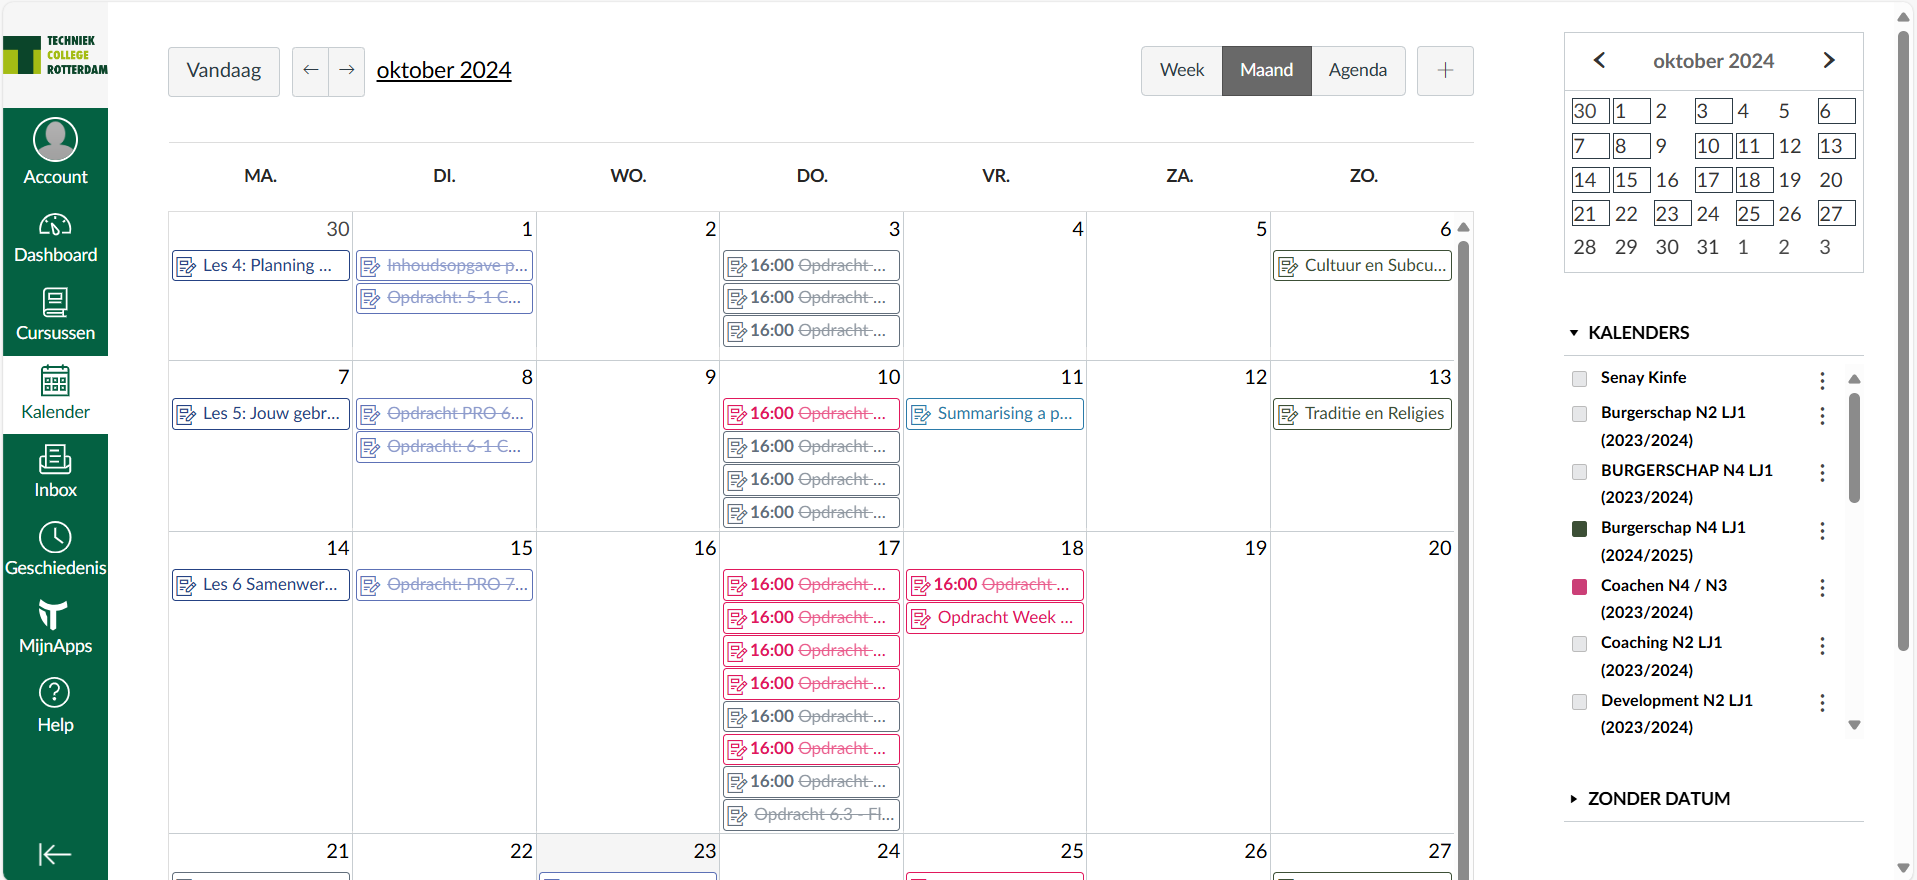 TECHNIEK
COLLEGE
ROTTERDAM
Account
Dashboard
Cursussen
Kalender
Inbox
Geschiedenis
MijnApps
Help
Vandaag
oktober 2024
Week Maand Agenda
MA. DI. WO. DO. VR. ZA. ZO.
30 1 2 3 4 5 6
Les 4: Planning ... Inhoudsopgave p... 16:00 Opdracht ... Cultuur en Subcu...
Opdracht: 5-1 C... 16:00 Opdracht ...
16:00 Opdracht ...
7 8 9 10 11 12 13
Les 5: Jouw gebr... Opdracht PRO 6... 16:00 Opdracht ... Summarising a p... Traditie en Religies
Opdracht: 6-1 C... 16:00 Opdracht ...
16:00 Opdracht ...
16:00 Opdracht ...
14 15 16 17 18 19 20
Les 6 Samenwer... Opdracht: PRO 7... 16:00 Opdracht ... 16:00 Opdracht ...
16:00 Opdracht ... Opdracht Week ...
16:00 Opdracht ...
16:00 Opdracht ...
16:00 Opdracht ...
16:00 Opdracht ...
16:00 Opdracht ...
Opdracht 6.3 - Fl...
21 22 23 24 25 26 27
oktober 2024
30 1 2 3 4 5 6
7 8 9 10 11 12 13
14 15 16 17 18 19 20
21 22 23 24 25 26 27
28 29 30 31 1 2 3
KALENDERS
Senay Kinfe
Burgerschap N2 LJ1
(2023/2024)
BURGERSCHAP N4 LJ1
(2023/2024)
Burgerschap N4 LJ1
(2024/2025)
Coachen N4 / N3
(2023/2024)
Coaching N2 LJ1
(2023/2024)
Development N2 LJ1
(2023/2024)
ZONDER DATUM